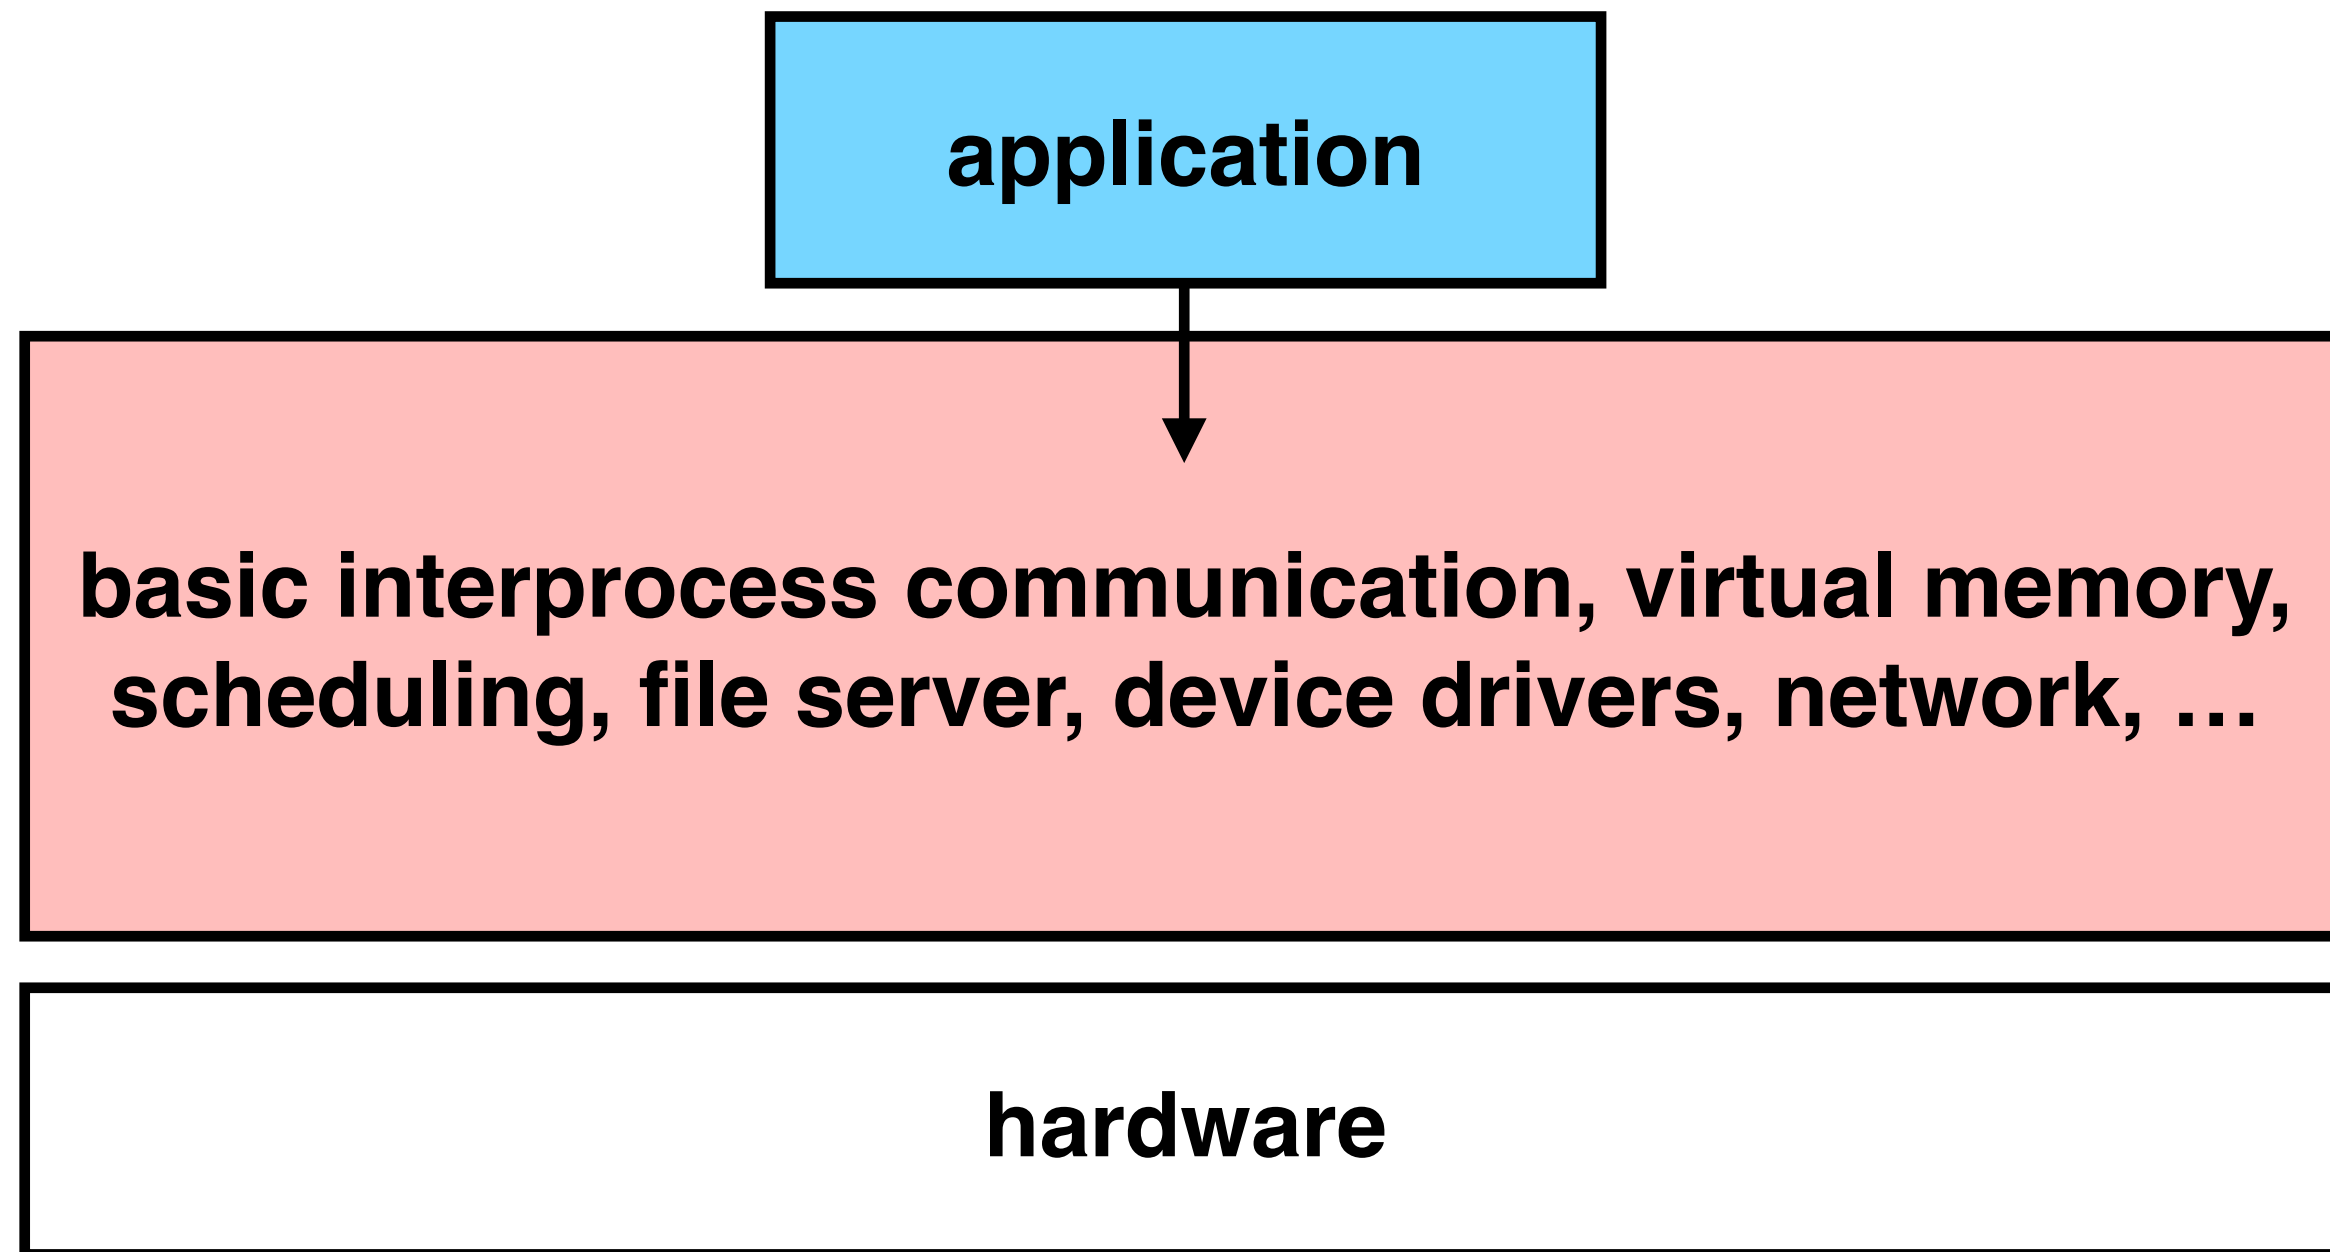 application
basic interprocess communication, virtual memory,
scheduling, file server, device drivers, network, …
hardware